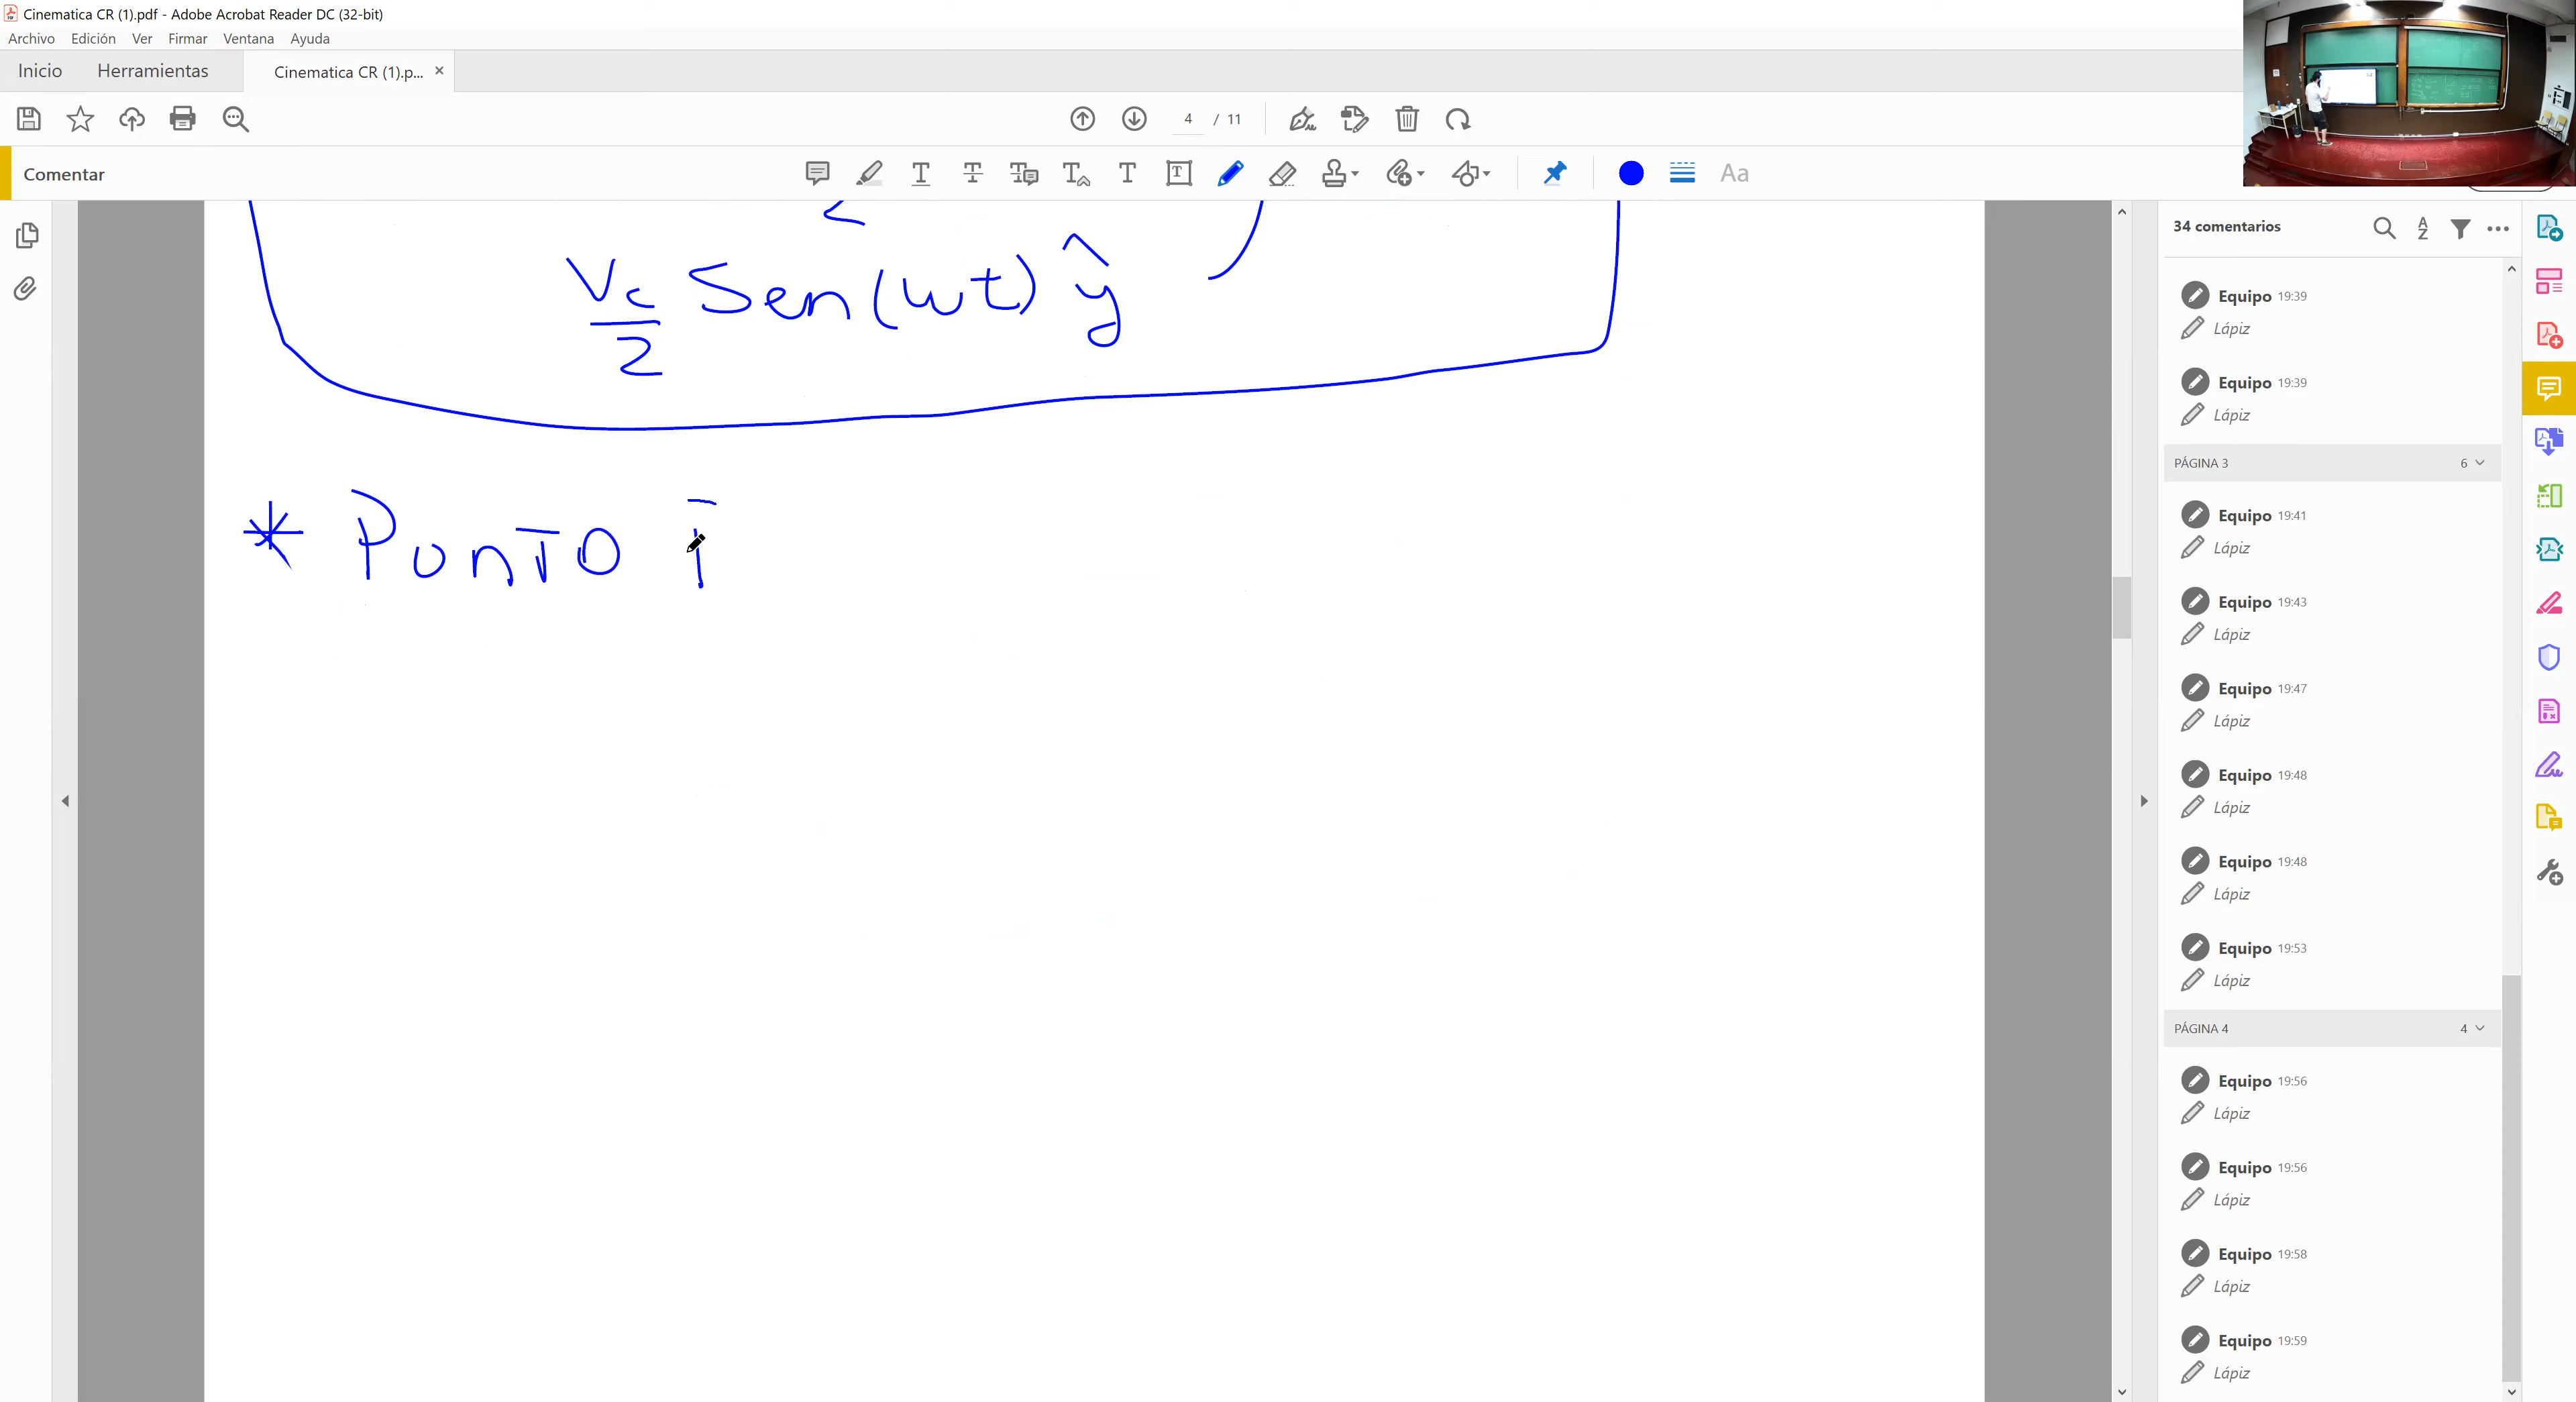 Cinematica CR (1).pdf - Adobe Acrobat Reader DC (32-bit)
Archivo Edición Ver Firmar Ventana Ayuda
Inicio Herramientas Cinematica CR (1).p... ×
4 / 11
Comentar
Aa
34 comentarios
V_c/2 Sen(ωt) ŷ
* PunTO i
Equipo 19:39
Lápiz
Equipo 19:39
Lápiz
PÁGINA 3 6
Equipo 19:41
Lápiz
Equipo 19:43
Lápiz
Equipo 19:47
Lápiz
Equipo 19:48
Lápiz
Equipo 19:48
Lápiz
Equipo 19:53
Lápiz
PÁGINA 4 4
Equipo 19:56
Lápiz
Equipo 19:56
Lápiz
Equipo 19:58
Lápiz
Equipo 19:59
Lápiz